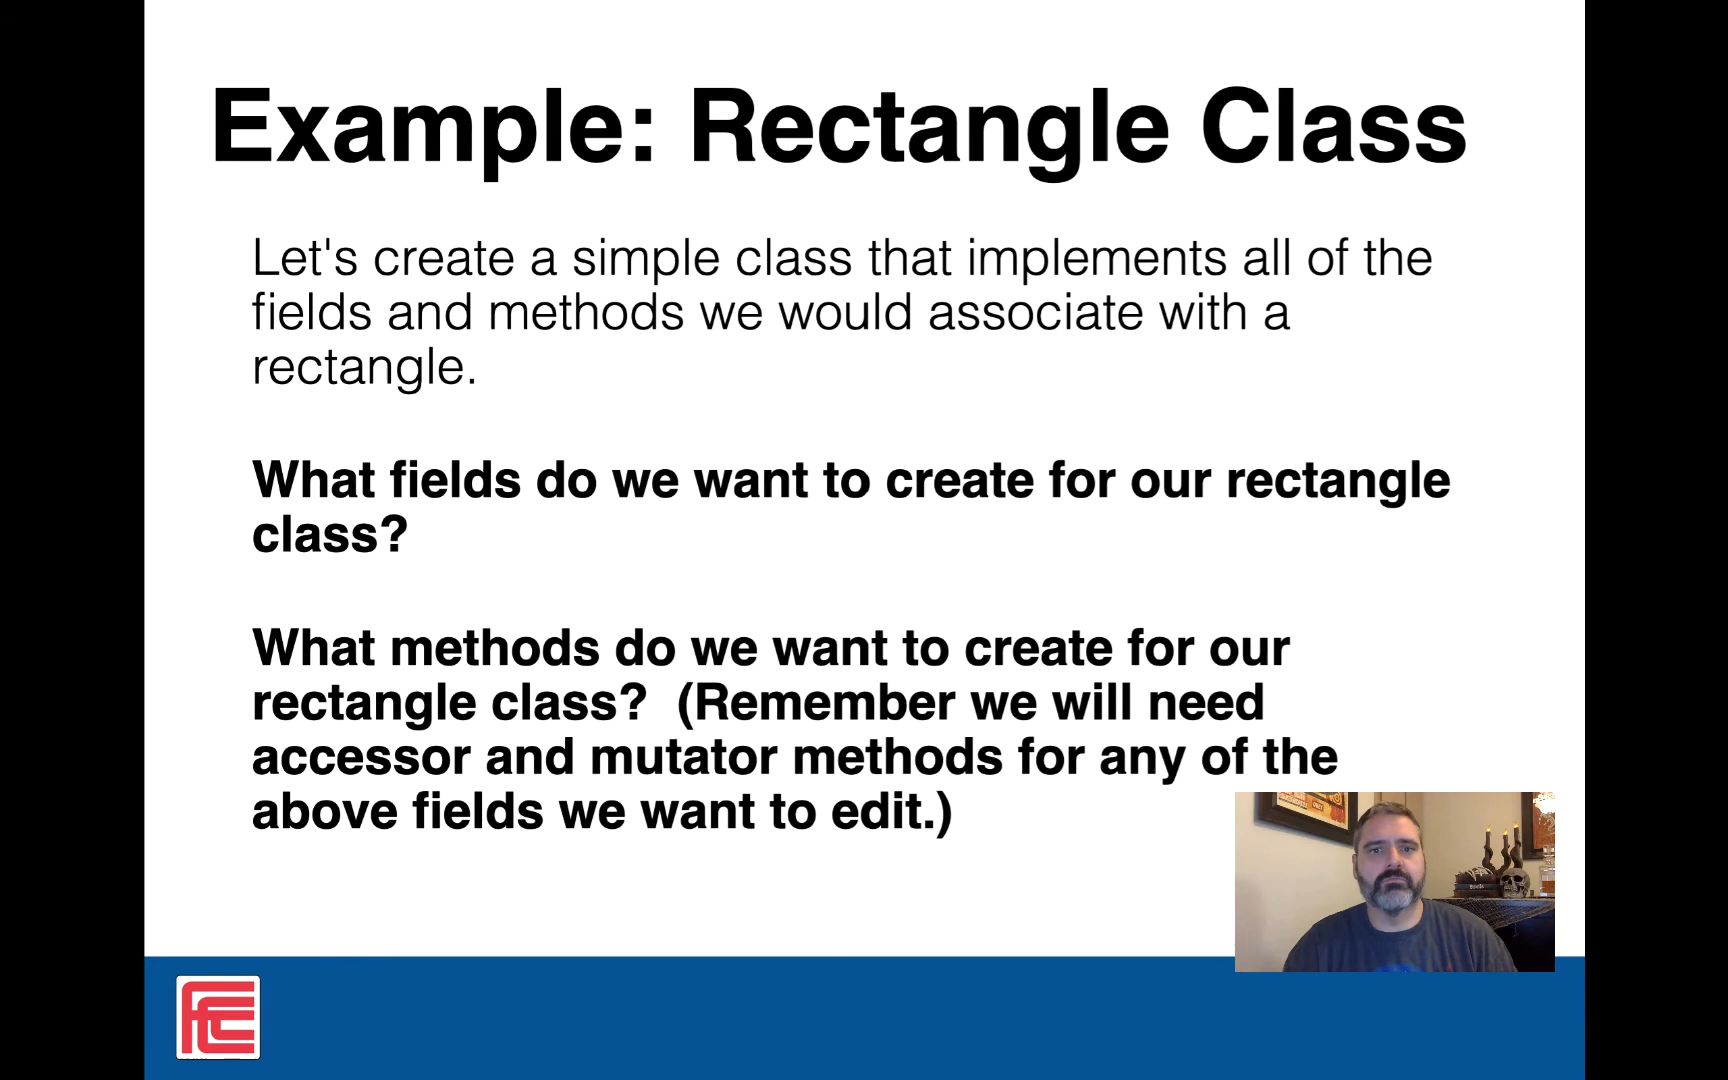 Example: Rectangle Class
Let's create a simple class that implements all of the
fields and methods we would associate with a
rectangle.
What fields do we want to create for our rectangle
class?
What methods do we want to create for our
rectangle class?  (Remember we will need
accessor and mutator methods for any of the
above fields we want to edit.)
FCC